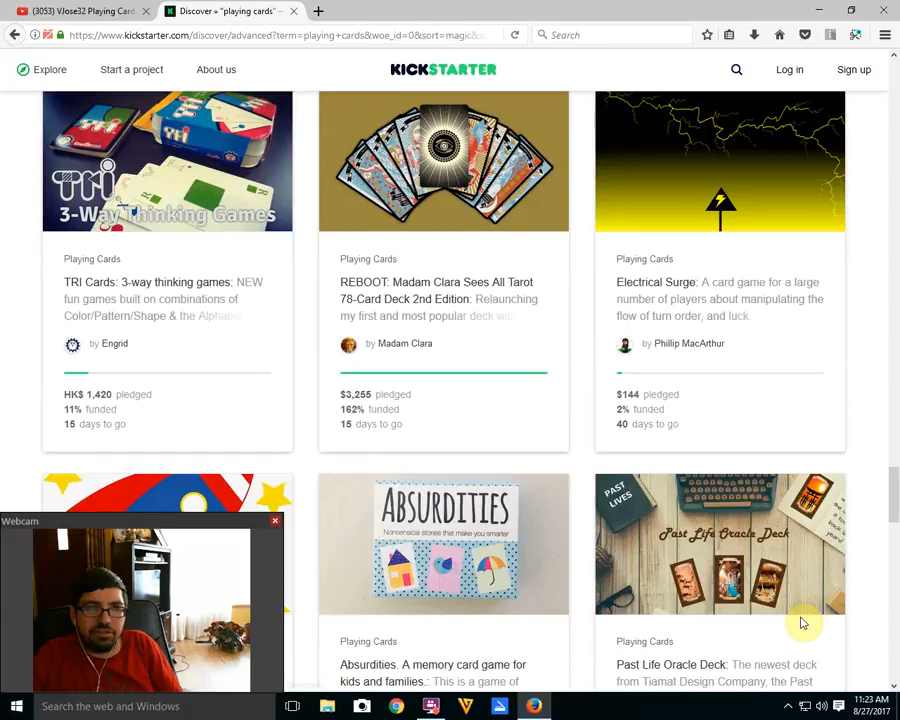 (3053) VJose32 Playing Card
Discover » "playing cards" —
https://www.kickstarter.com/discover/advanced?term=playing+cards&woe_id=0&sort=magic&
Search
Explore
Start a project
About us
KICKSTARTER
Log in
Sign up
TRi
3-Way Thinking Games
Playing Cards
TRI Cards: 3-way thinking games: NEW
fun games built on combinations of
Color/Pattern/Shape & the Alphabe
by Engrid
HK$ 1,420 pledged
11% funded
15 days to go
Playing Cards
REBOOT: Madam Clara Sees All Tarot
78-Card Deck 2nd Edition: Relaunching
my first and most popular deck with
by Madam Clara
$3,255 pledged
162% funded
15 days to go
Playing Cards
Electrical Surge: A card game for a large
number of players about manipulating the
flow of turn order, and luck.
by Phillip MacArthur
$144 pledged
2% funded
40 days to go
Webcam
ABSURDITIES
Nonsensical stories that make you smarter
Playing Cards
Absurdities. A memory card game for
kids and families.: This is a game of
PAST
LIVES
Past Life Oracle Deck
Playing Cards
Past Life Oracle Deck: The newest deck
from Tiamat Design Company, the Past
Search the web and Windows
11:23 AM
8/27/2017